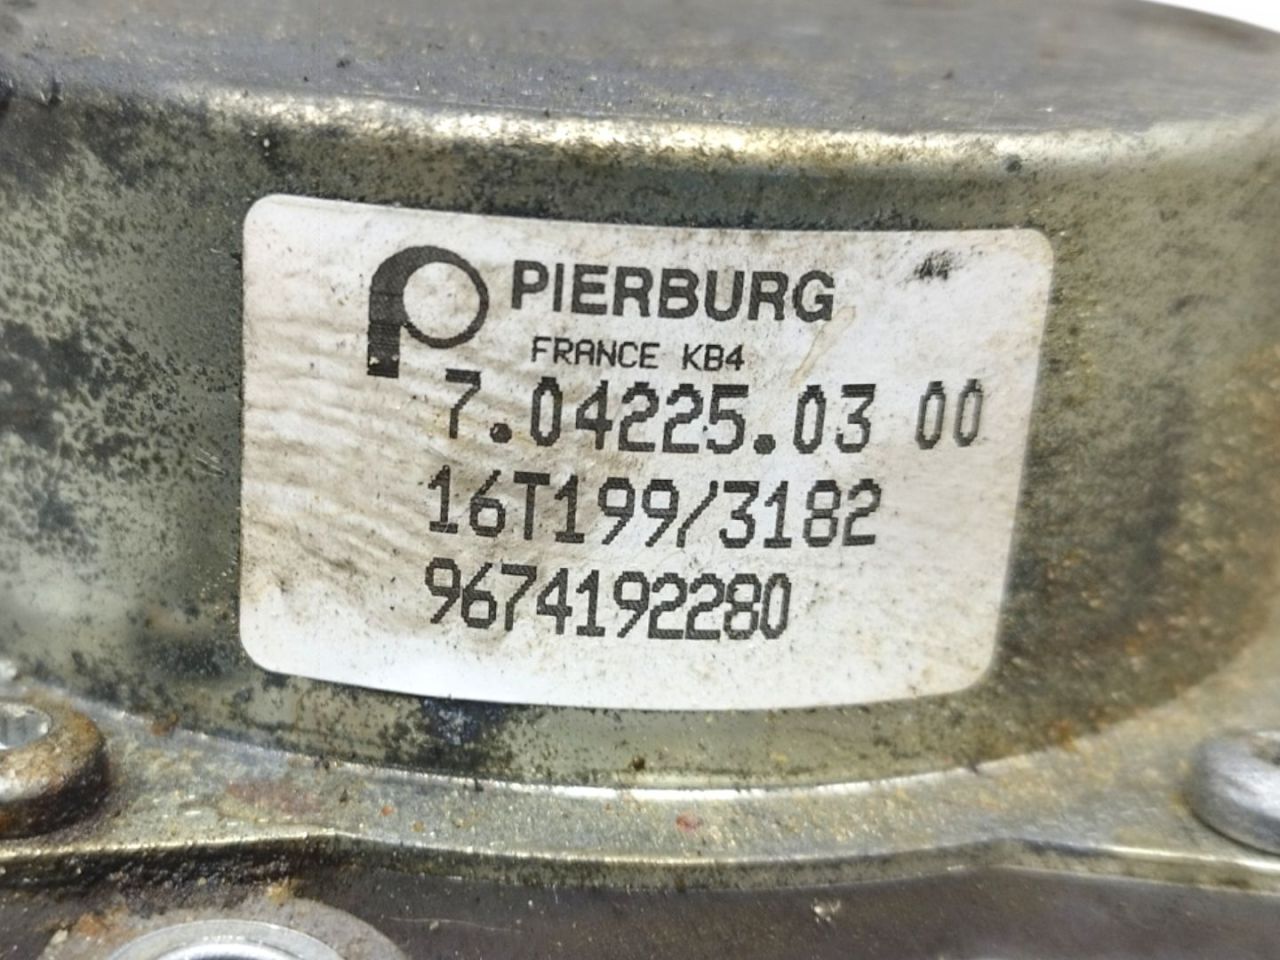 PIERBURG
FRANCE KB4
7.04225.03 00
16T199/3182
9674192280